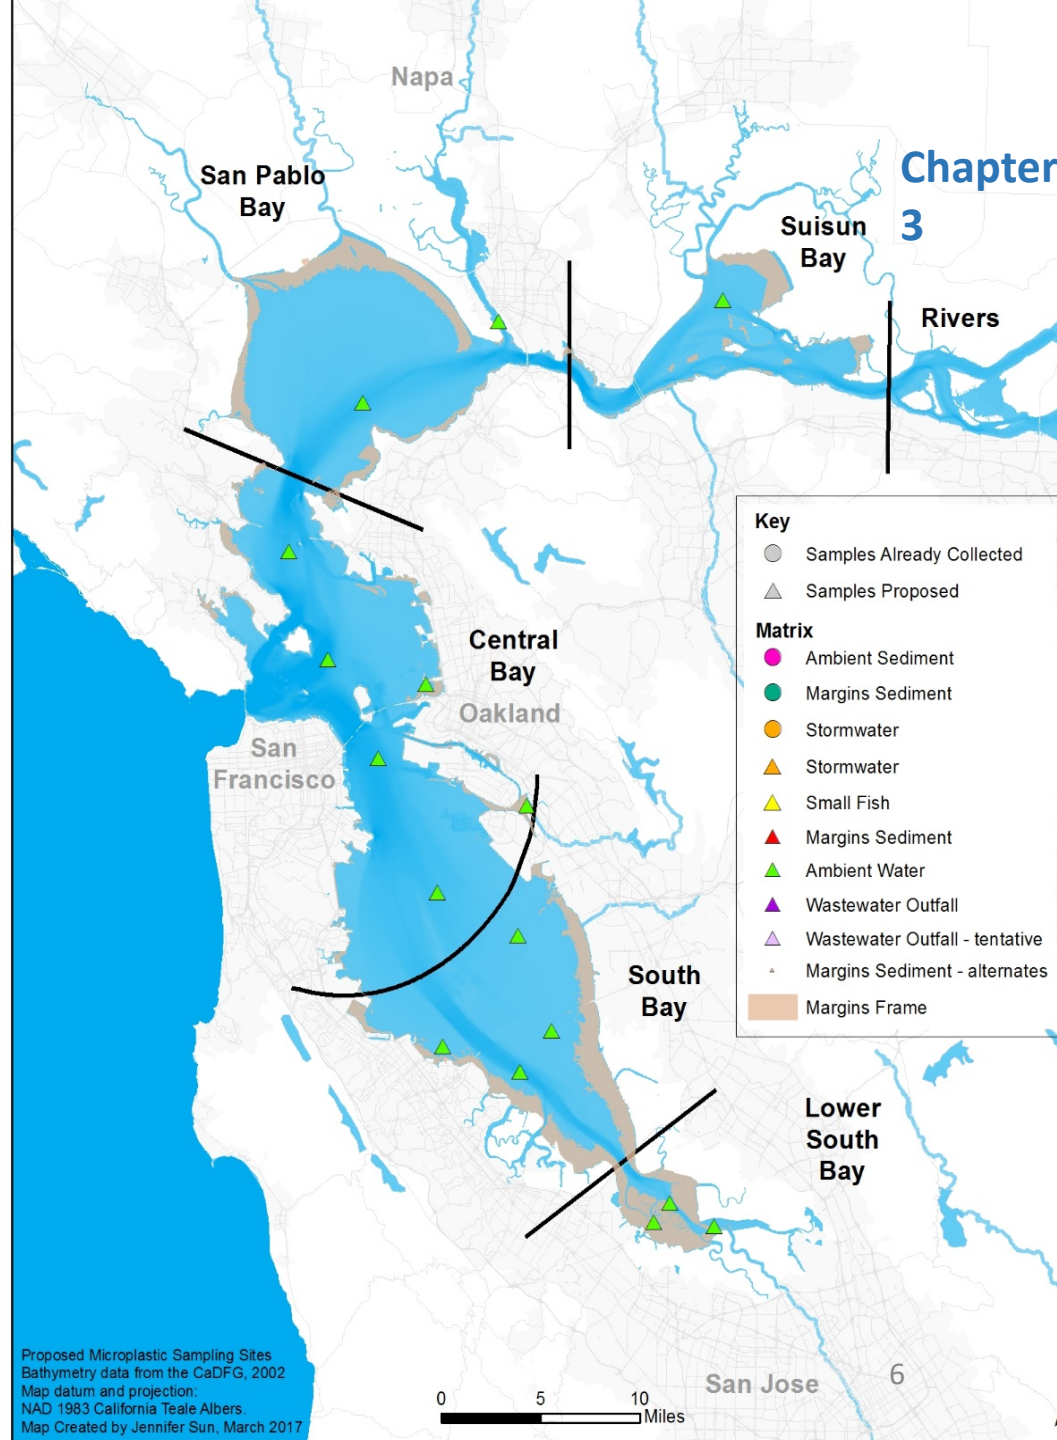 Napa
San Pablo
Bay
Chapter
3
Suisun
Bay
Rivers
Key
Samples Already Collected
Samples Proposed
Matrix
Ambient Sediment
Margins Sediment
Stormwater
Stormwater
Small Fish
Margins Sediment
Ambient Water
Wastewater Outfall
Wastewater Outfall - tentative
Margins Sediment - alternates
Margins Frame
Central
Bay
Oakland
San
Francisco
South
Bay
Lower
South
Bay
San Jose
6
0 5 10
Miles
Proposed Microplastic Sampling Sites
Bathymetry data from the CaDFG, 2002
Map datum and projection:
NAD 1983 California Teale Albers.
Map Created by Jennifer Sun, March 2017